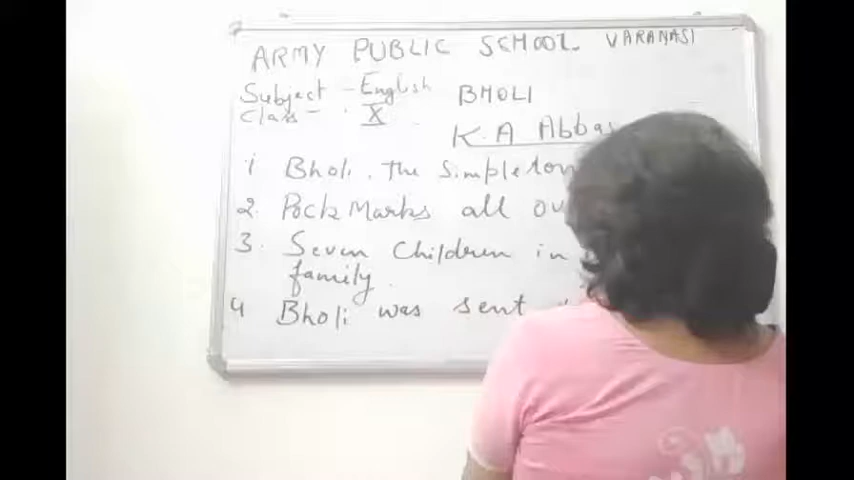 ARMY PUBLIC SCHOOL VARANASI
Subject - English
Class - X
BHOLI
K.A Abbas
1 Bholi. The Simpleton
2. Pock Marks all
3. Seven Children in
family.
4 Bholi was sent